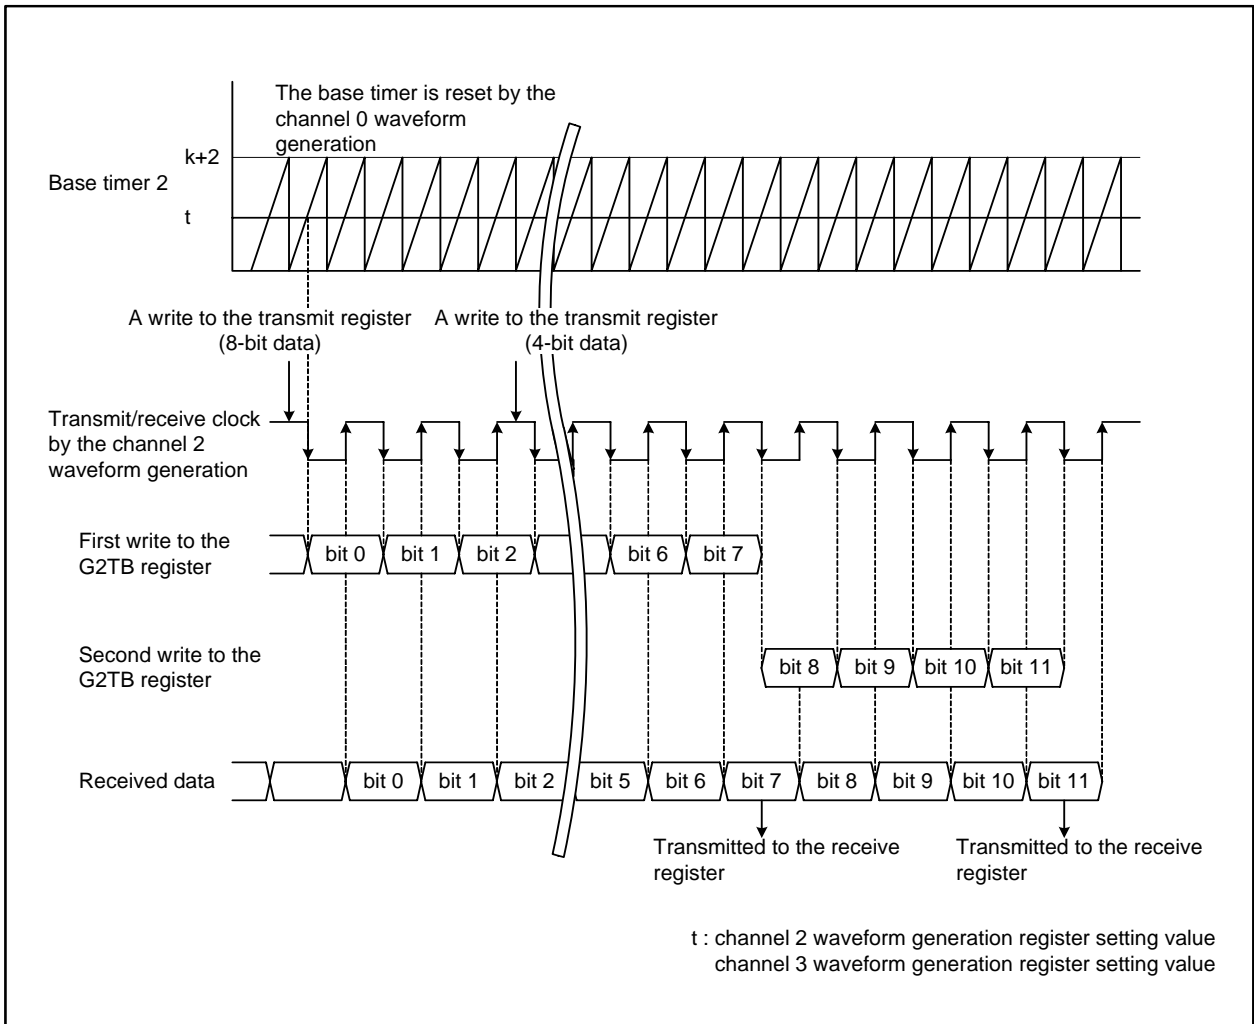 The base timer is reset by the
channel 0 waveform
generation
k+2
Base timer 2
t
A write to the transmit register
(8-bit data)
A write to the transmit register
(4-bit data)
Transmit/receive clock
by the channel 2
waveform generation
First write to the
G2TB register
bit 0
bit 1
bit 2
bit 6
bit 7
Second write to the
G2TB register
bit 8
bit 9
bit 10
bit 11
Received data
bit 0
bit 1
bit 2
bit 5
bit 6
bit 7
bit 8
bit 9
bit 10
bit 11
Transmitted to the receive
register
Transmitted to the receive
register
t : channel 2 waveform generation register setting value
channel 3 waveform generation register setting value